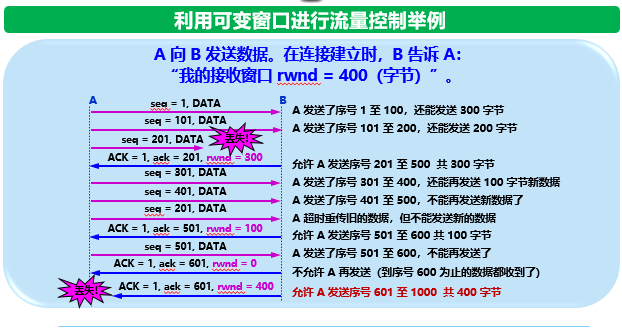 利用可变窗口进行流量控制举例
A 向 B 发送数据。在连接建立时，B 告诉 A：
“我的接收窗口 rwnd = 400（字节）”。
A B
seq = 1, DATA A 发送了序号 1 至 100，还能发送 300 字节
seq = 101, DATA A 发送了序号 101 至 200，还能发送 200 字节
seq = 201, DATA 丢失!
ACK = 1, ack = 201, rwnd = 300 允许 A 发送序号 201 至 500 共 300 字节
seq = 301, DATA A 发送了序号 301 至 400，还能再发送 100 字节新数据
seq = 401, DATA A 发送了序号 401 至 500，不能再发送新数据了
seq = 201, DATA A 超时重传旧的数据，但不能发送新的数据
ACK = 1, ack = 501, rwnd = 100 允许 A 发送序号 501 至 600 共 100 字节
seq = 501, DATA A 发送了序号 501 至 600，不能再发送了
ACK = 1, ack = 601, rwnd = 0 不允许 A 再发送（到序号 600 为止的数据都收到了）
丢失! ACK = 1, ack = 601, rwnd = 400 允许 A 发送序号 601 至 1000 共 400 字节